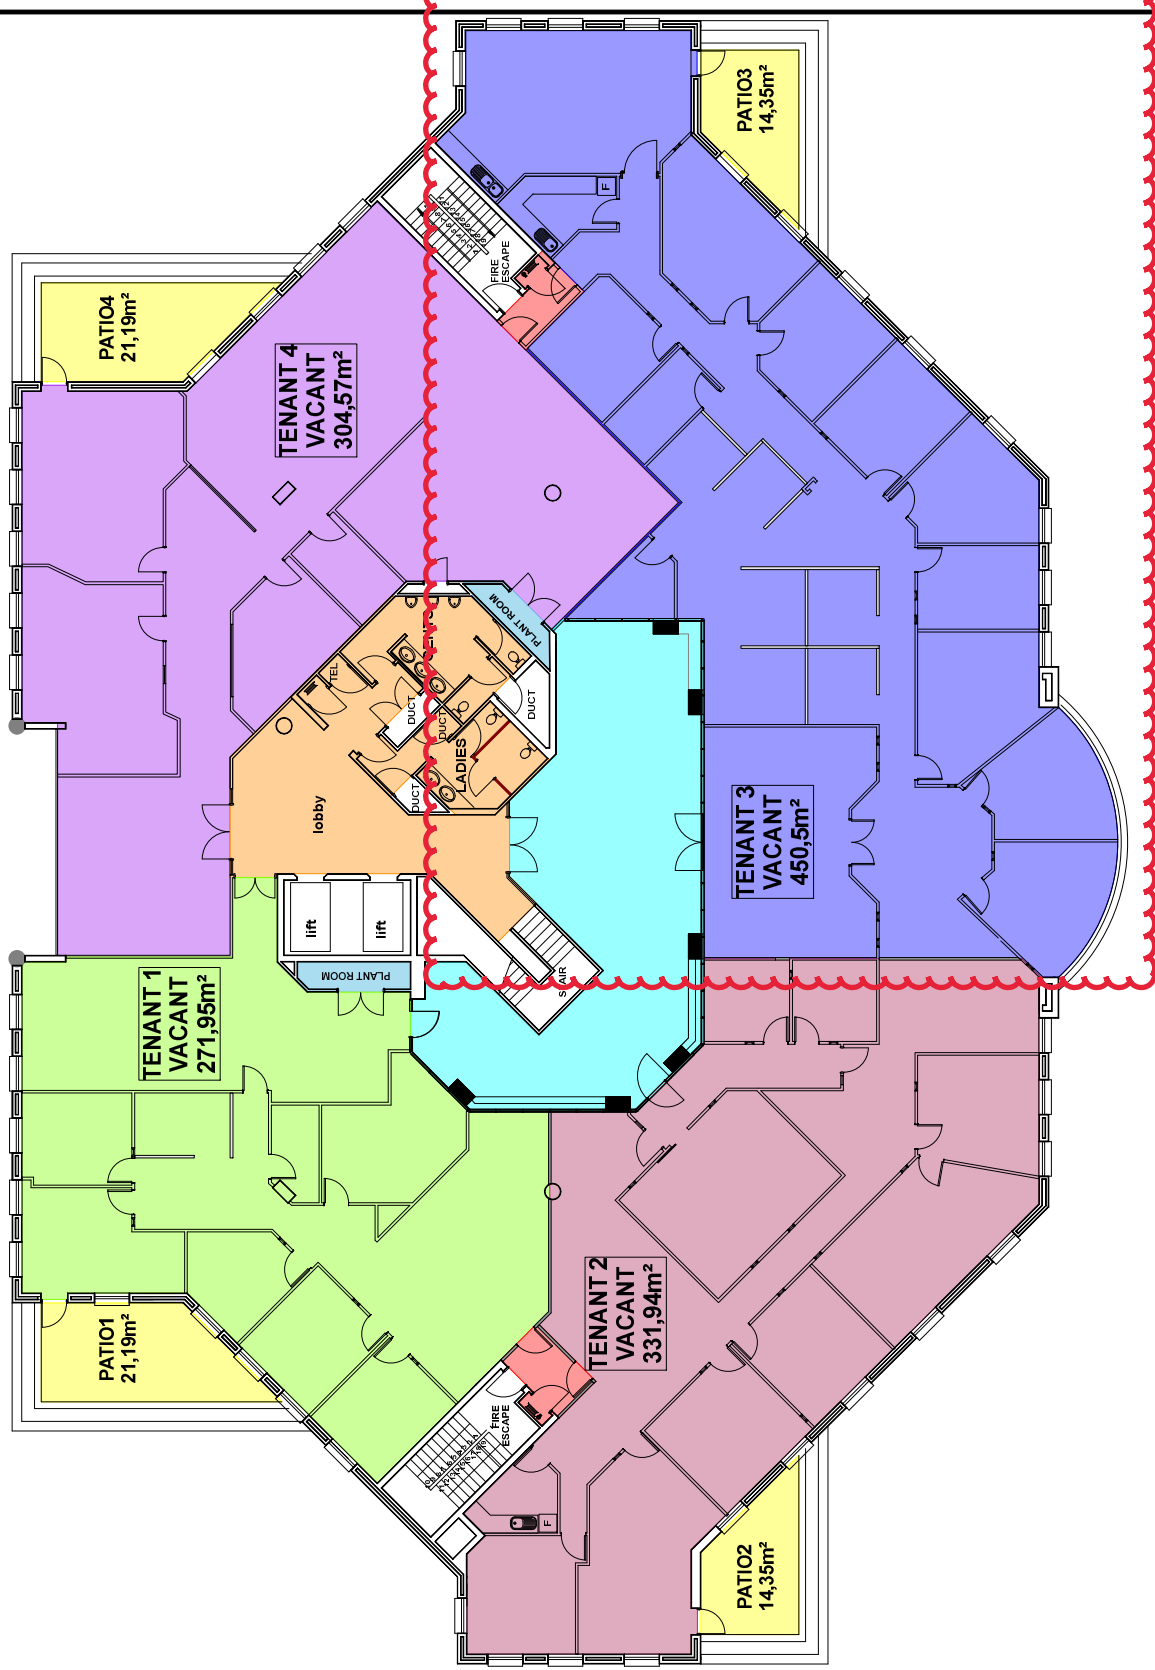 PATIO3
14,35m²
F
FIRE
ESCAPE
PATIO4
21,19m²
TENANT 4
VACANT
304,57m²
PLANT ROOM
GENTS
TEL
DUCT
DUCT
DUCT
LADIES
DUCT
lobby
TENANT 3
VACANT
450,5m²
lift
lift
PLANT ROOM
STAIR
TENANT 1
VACANT
271,95m²
TENANT 2
VACANT
331,94m²
PATIO1
21,19m²
FIRE
ESCAPE
F
PATIO2
14,35m²